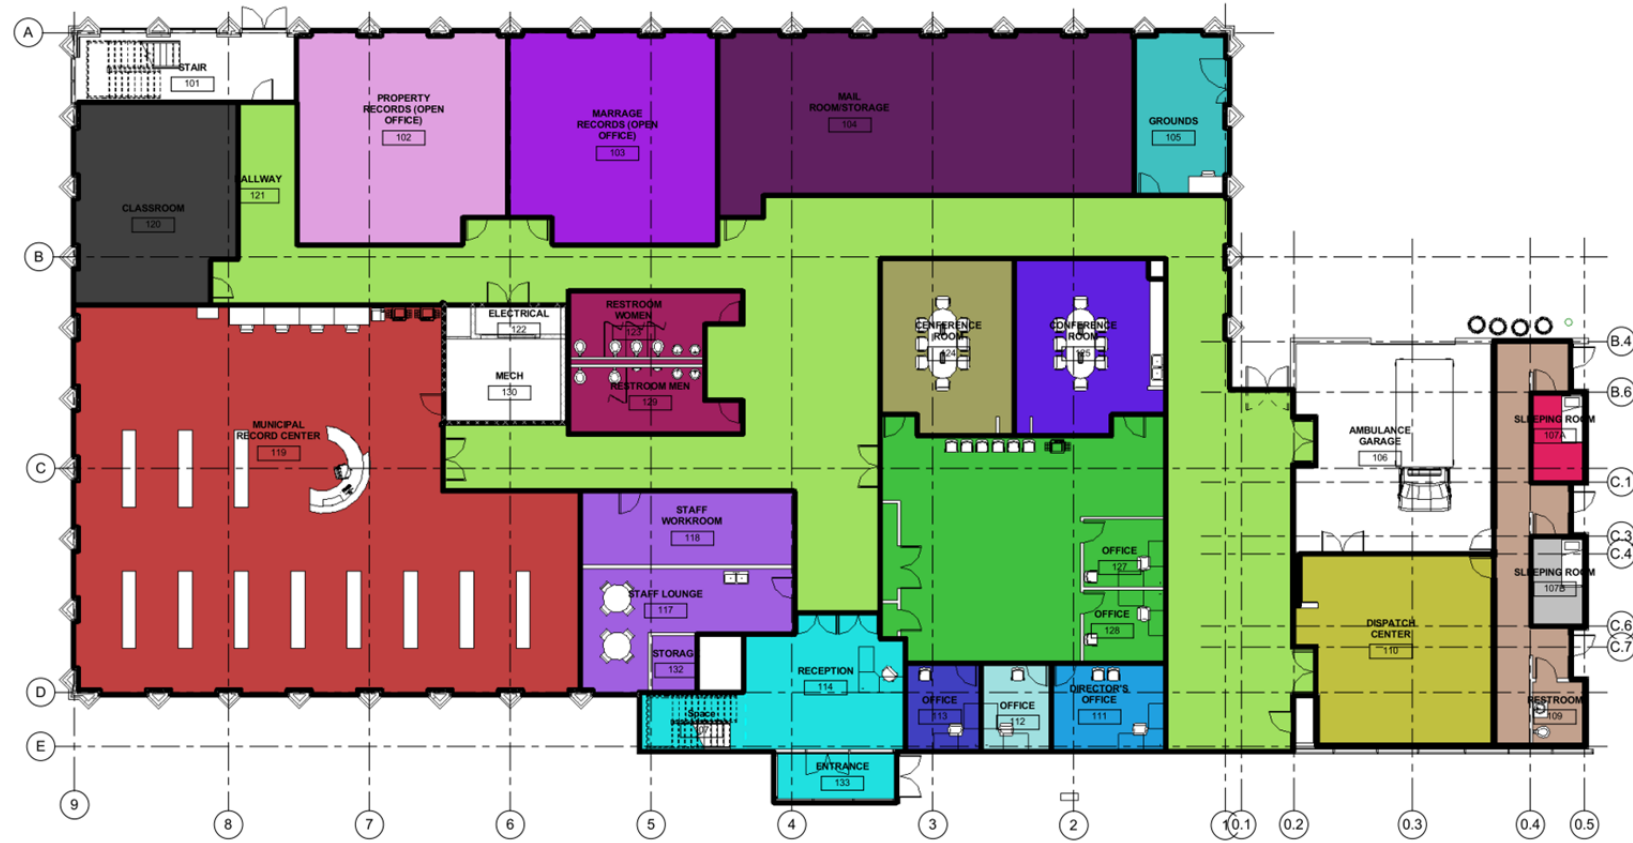 A
STAIR
101
PROPERTY
RECORDS (OPEN
OFFICE)
102
MARRAGE
RECORDS (OPEN
OFFICE)
103
MAIL
ROOM/STORAGE
104
GROUNDS
105
ALLWAY
121
CLASSROOM
120
B
ELECTRICAL
122
RESTROOM
WOMEN
123
CENFERENCE
ROOM
124
CONFERENCE
ROOM
125
B.4
MECH
130
RESTROOM MEN
129
B.6
MUNICIPAL
RECORD CENTER
119
AMBULANCE
GARAGE
106
SLEEPING ROOM
107A
C
C.1
STAFF
WORKROOM
118
C.3
C.4
OFFICE
127
SLEEPING ROOM
107B
STAFF LOUNGE
117
OFFICE
128
C.6
DISPATCH
CENTER
110
C.7
STORAG
132
RECEPTION
114
D
DIRECTOR'S
OFFICE
111
OFFICE
113
OFFICE
112
RESTROOM
109
Space
E
ENTRANCE
133
9
8
7
6
5
4
3
2
1
0.1
0.2
0.3
0.4
0.5